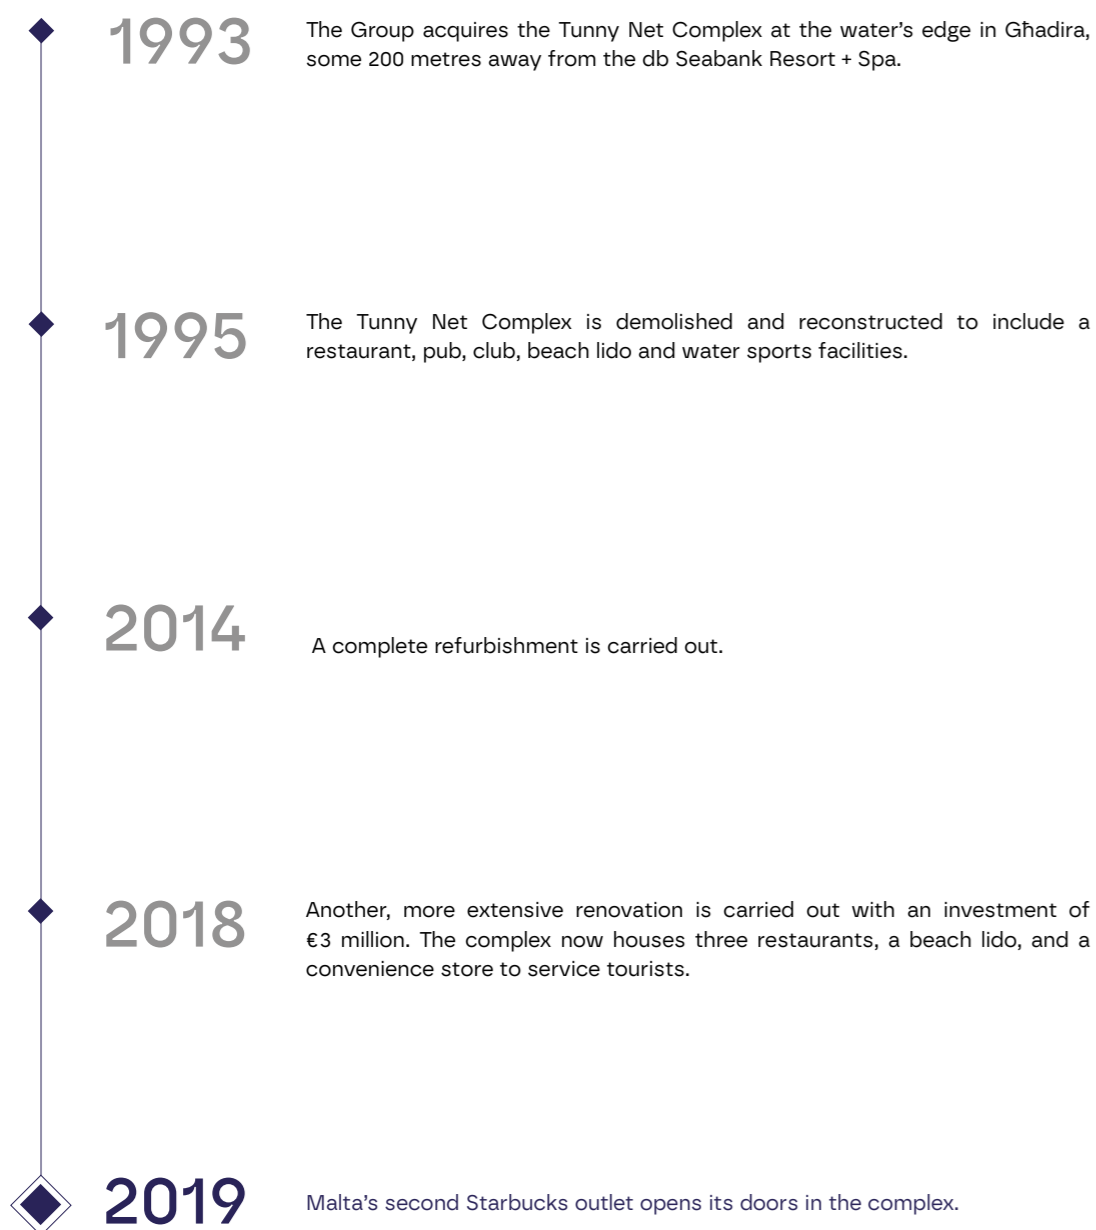 1993
The Group acquires the Tunny Net Complex at the water’s edge in Għadira,
some 200 metres away from the db Seabank Resort + Spa.
1995
The Tunny Net Complex is demolished and reconstructed to include a
restaurant, pub, club, beach lido and water sports facilities.
2014
A complete refurbishment is carried out.
2018
Another, more extensive renovation is carried out with an investment of
€3 million. The complex now houses three restaurants, a beach lido, and a
convenience store to service tourists.
2019
Malta’s second Starbucks outlet opens its doors in the complex.